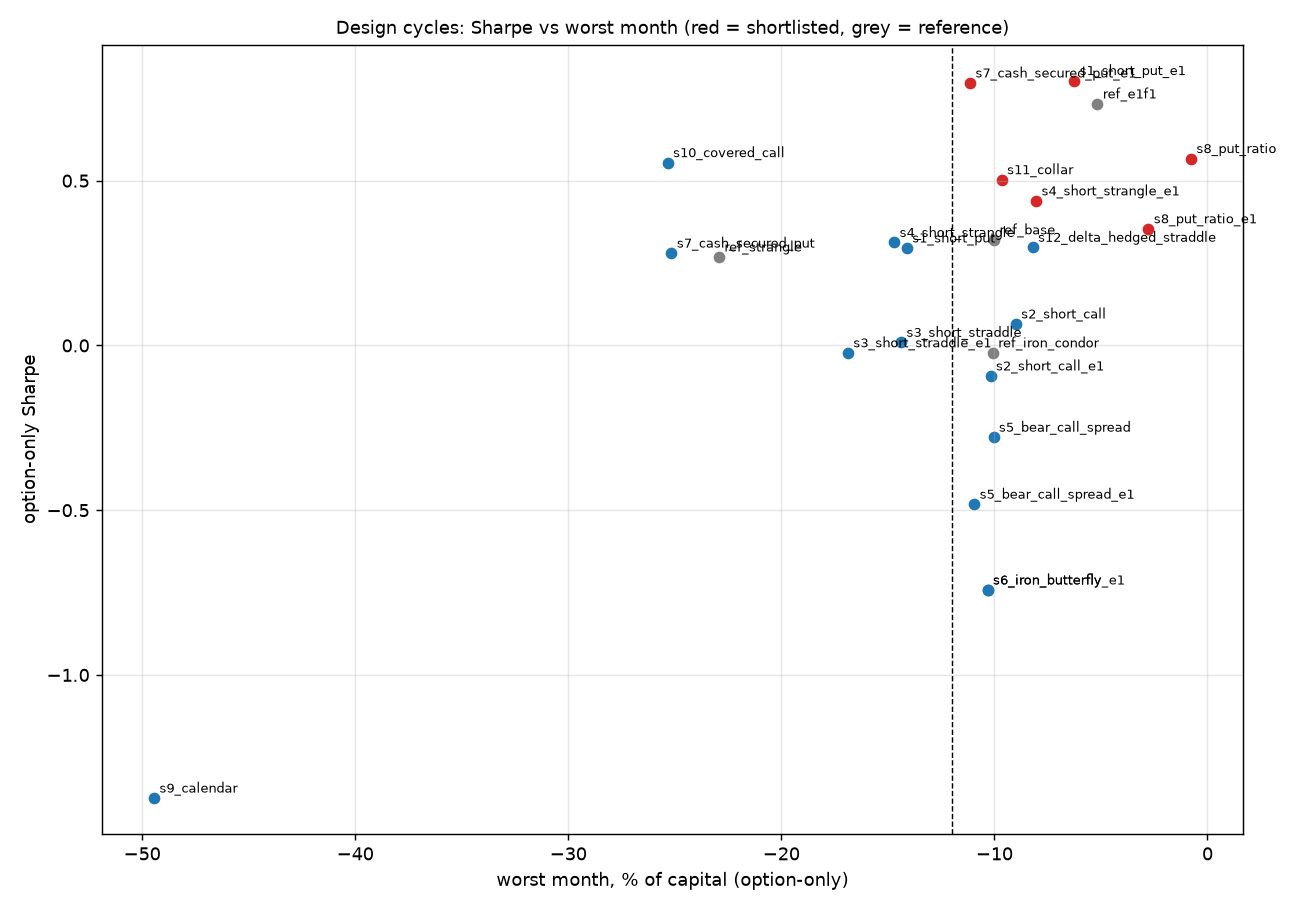 Design cycles: Sharpe vs worst month (red = shortlisted, grey = reference)
s7_cash_secured_put_e1
s1_short_put_e1
ref_e1f1
s10_covered_call
s8_put_ratio
s11_collar
s4_short_strangle_e1
s8_put_ratio_e1
s4_short_strangle
ref_base
s1_short_put
s12_delta_hedged_straddle
s7_cash_secured_put
ref_strangle
s2_short_call
s3_short_straddle
s3_short_straddle_e1
ref_iron_condor
s2_short_call_e1
s5_bear_call_spread
s5_bear_call_spread_e1
s6_iron_butterfly
s6_iron_butterfly_e1
s9_calendar
0.5
0.0
−0.5
−1.0
option-only Sharpe
−50
−40
−30
−20
−10
0
worst month, % of capital (option-only)